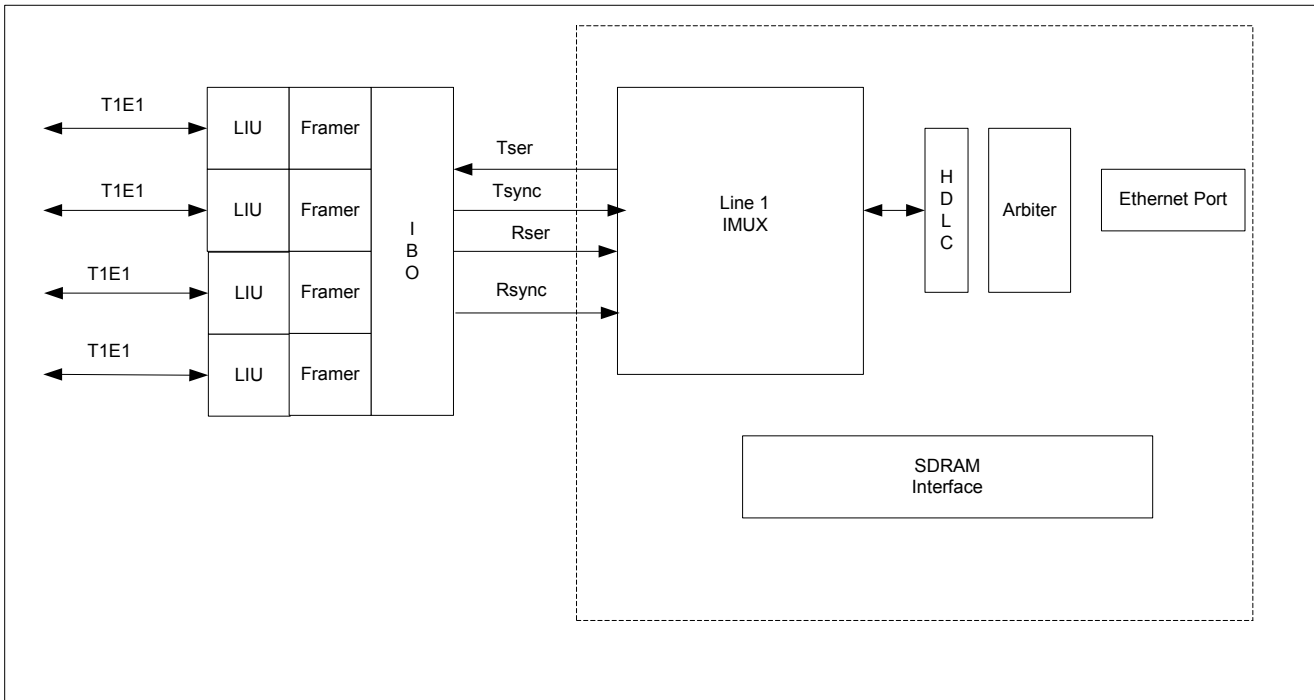 T1E1
LIU
Framer
T1E1
LIU
Framer
T1E1
LIU
Framer
T1E1
LIU
Framer
I
B
O
Tser
Tsync
Rser
Rsync
Line 1
IMUX
H
D
L
C
Arbiter
Ethernet Port
SDRAM
Interface